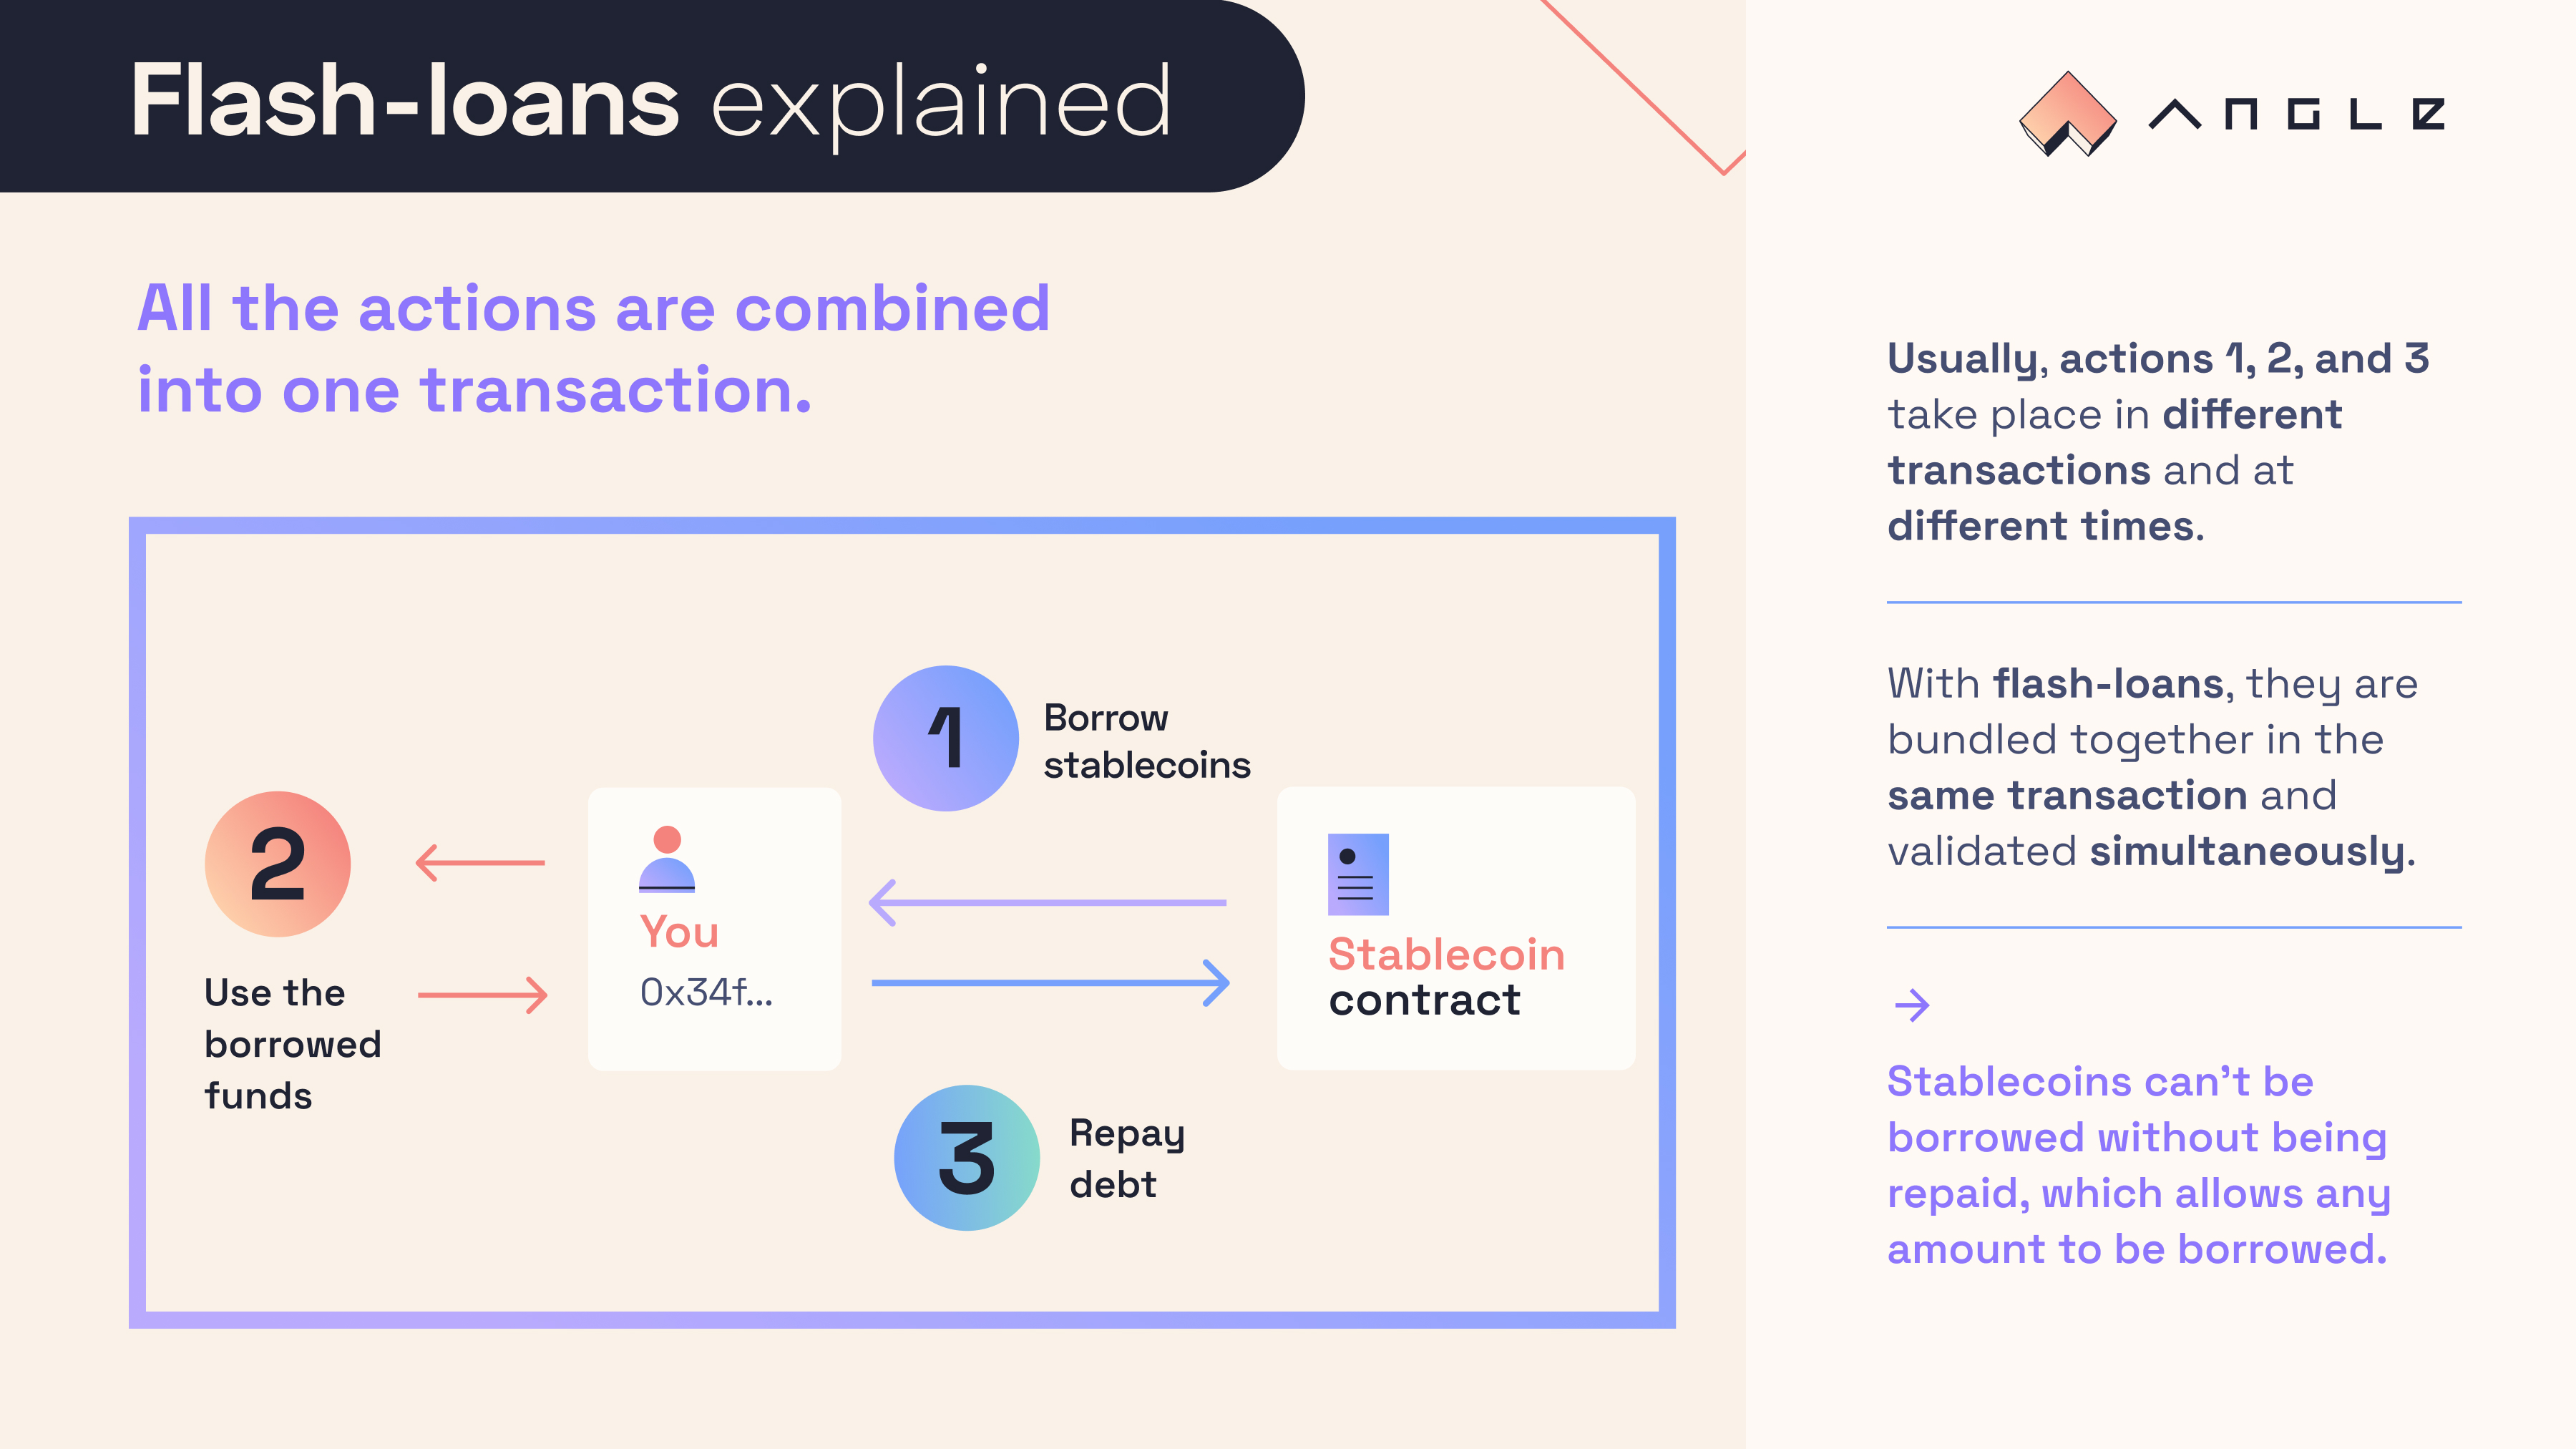 Flash-loans explained
ANGLE
All the actions are combined
into one transaction.
1
Borrow
stablecoins
2
Use the
borrowed
funds
You
0x34f...
Stablecoin
contract
3
Repay
debt
Usually, actions 1, 2, and 3
take place in different
transactions and at
different times.
With flash-loans, they are
bundled together in the
same transaction and
validated simultaneously.
Stablecoins can't be
borrowed without being
repaid, which allows any
amount to be borrowed.